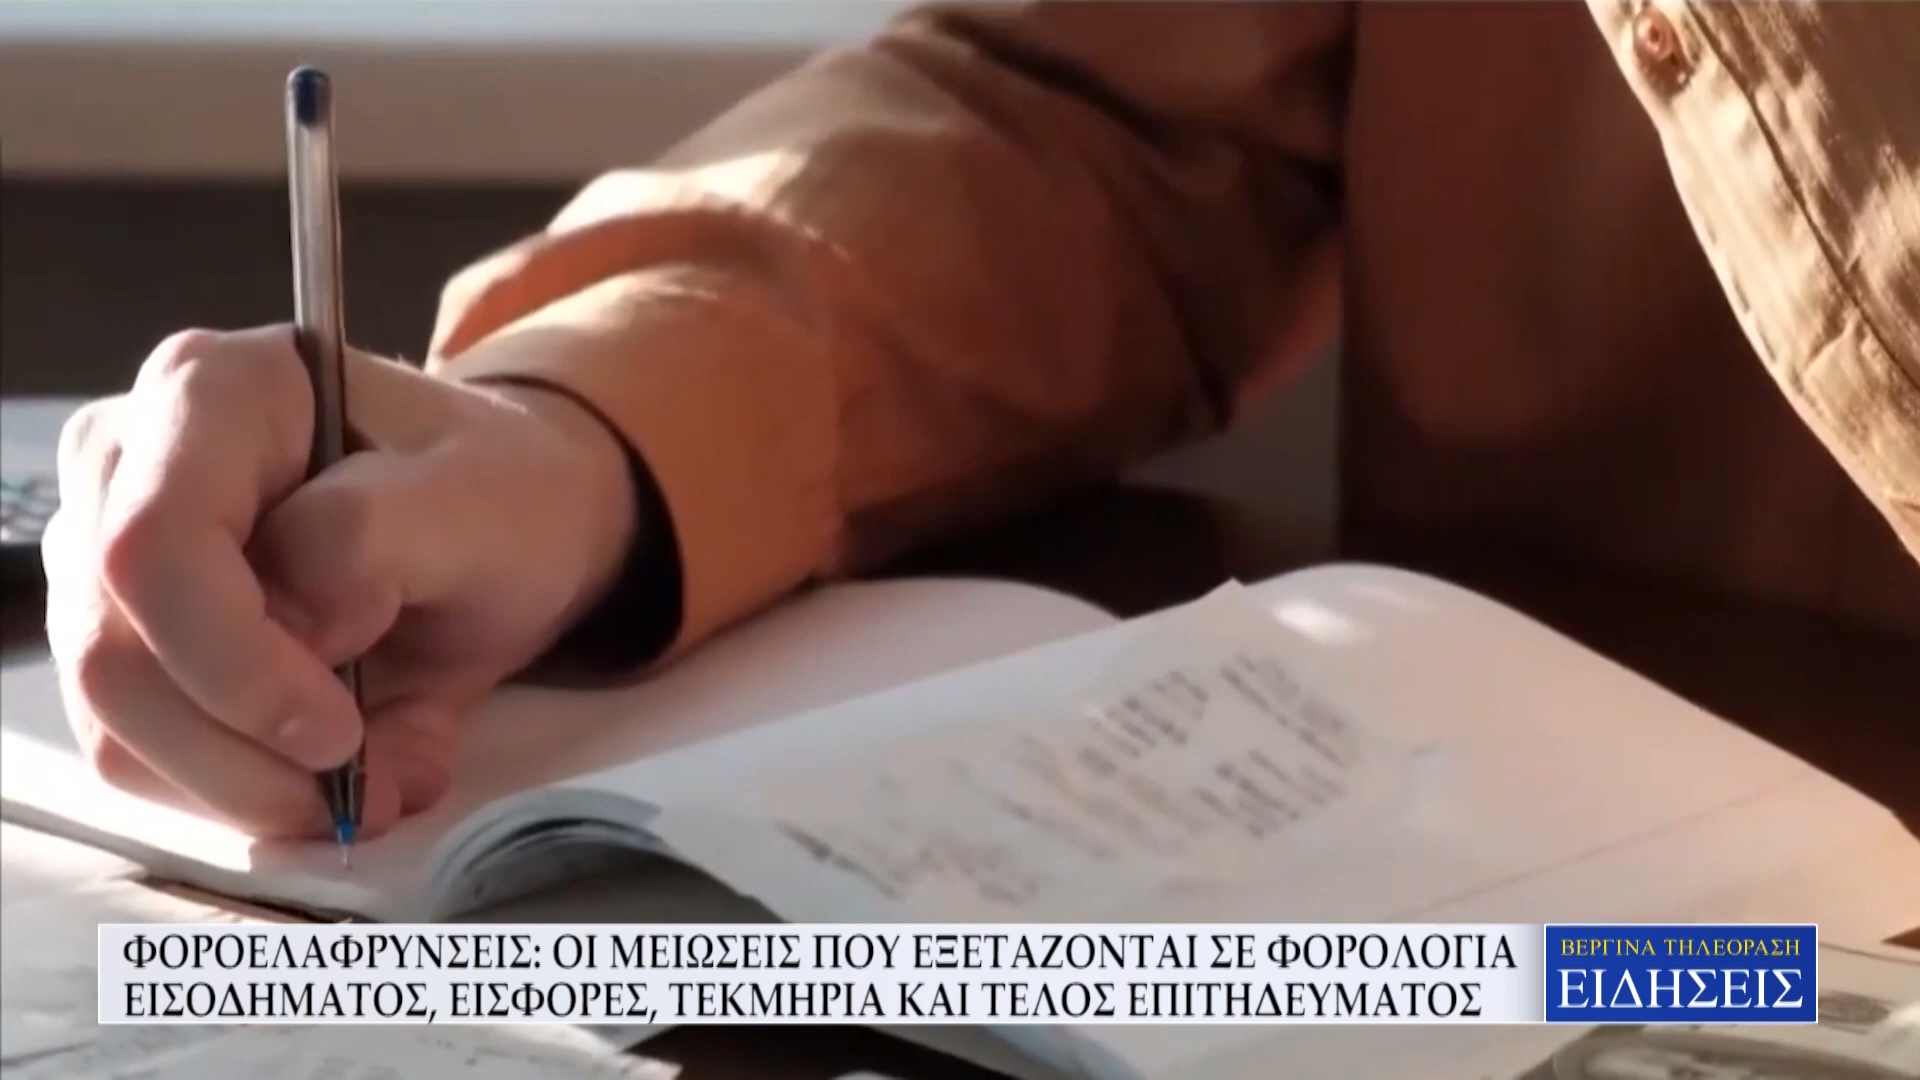 ΦΟΡΟΕΛΑΦΡΥΝΣΕΙΣ: ΟΙ ΜΕΙΩΣΕΙΣ ΠΟΥ ΕΞΕΤΑΖΟΝΤΑΙ ΣΕ ΦΟΡΟΛΟΓΙΑ
ΕΙΣΟΔΗΜΑΤΟΣ, ΕΙΣΦΟΡΕΣ, ΤΕΚΜΗΡΙΑ ΚΑΙ ΤΕΛΟΣ ΕΠΙΤΗΔΕΥΜΑΤΟΣ
ΒΕΡΓΙΝΑ ΤΗΛΕΟΡΑΣΗ
ΕΙΔΗΣΕΙΣ